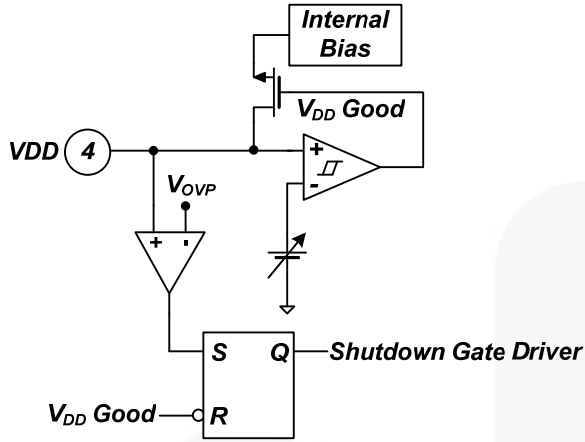 Internal
Bias
VDD Good
VDD 4
+
-
VOVP
+ -
S Q Shutdown Gate Driver
VDD Good R